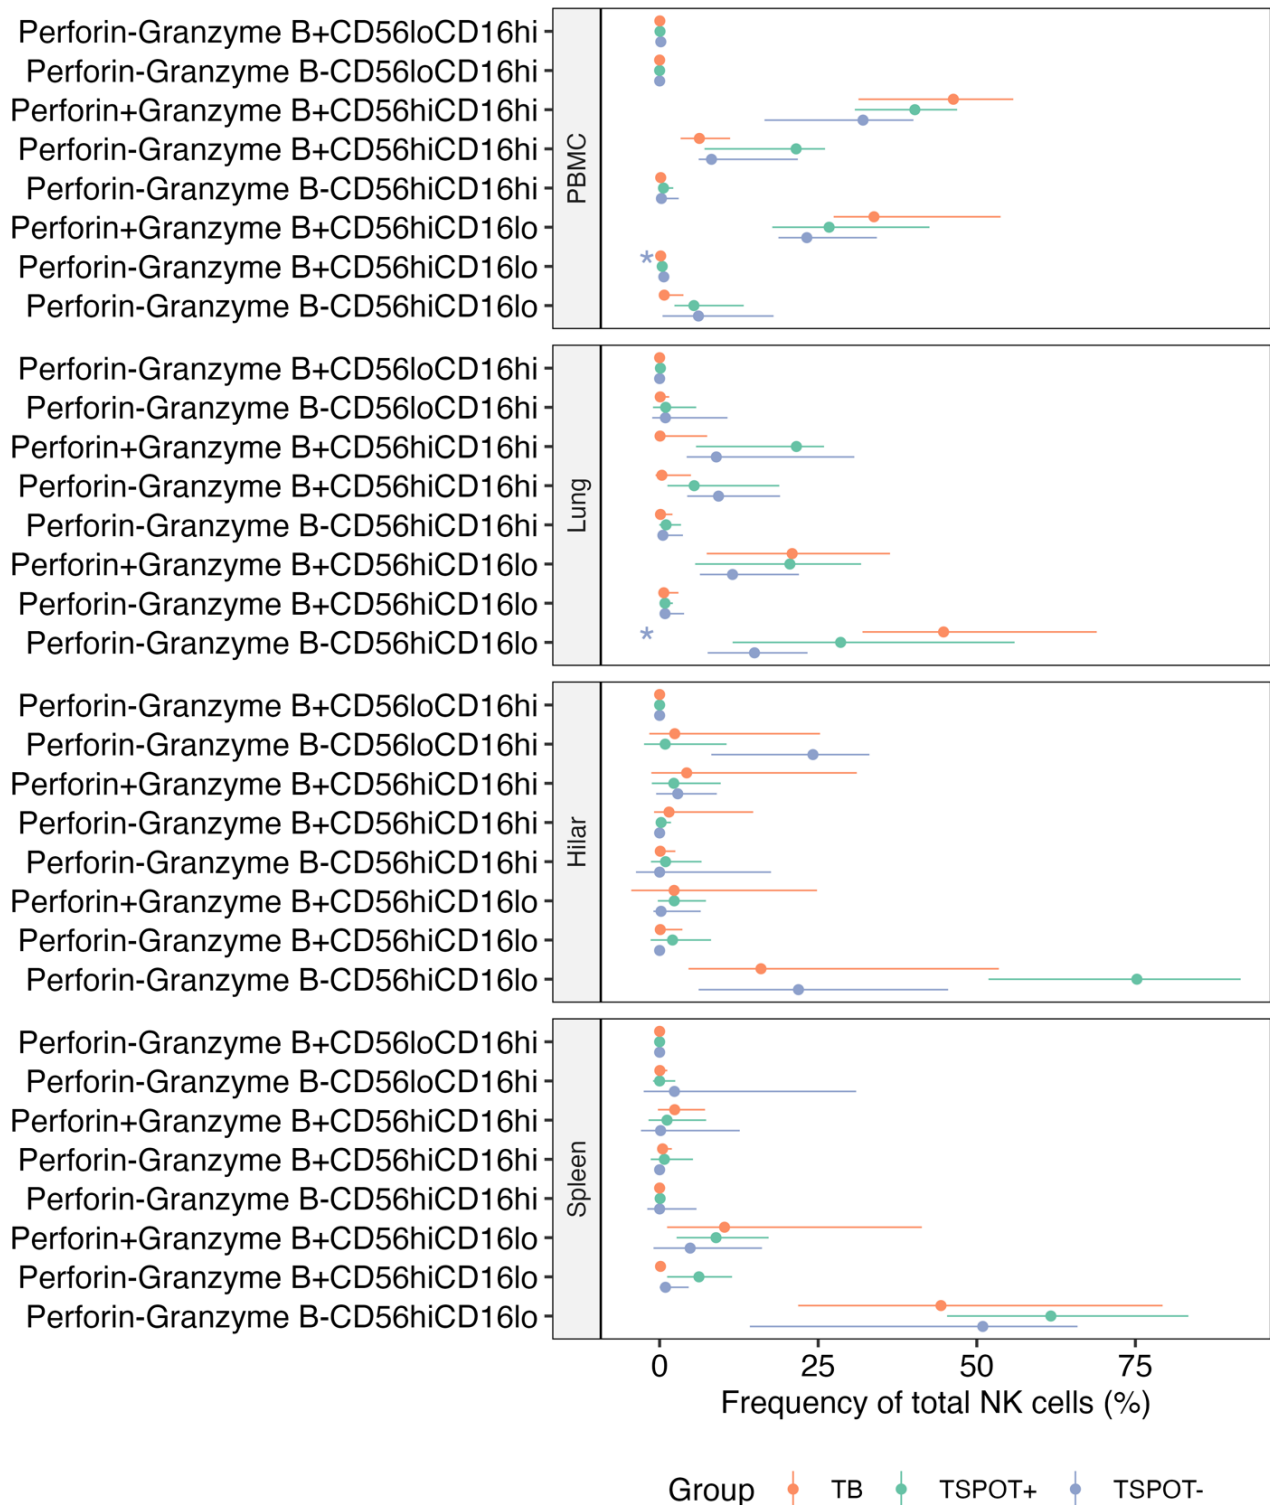 Perforin-Granzyme B+CD56loCD16hi
Perforin-Granzyme B-CD56loCD16hi
Perforin+Granzyme B+CD56hiCD16hi
Perforin-Granzyme B+CD56hiCD16hi
Perforin-Granzyme B-CD56hiCD16hi
Perforin+Granzyme B+CD56hiCD16lo
Perforin-Granzyme B+CD56hiCD16lo
Perforin-Granzyme B-CD56hiCD16lo
PBMC
*
Perforin-Granzyme B+CD56loCD16hi
Perforin-Granzyme B-CD56loCD16hi
Perforin+Granzyme B+CD56hiCD16hi
Perforin-Granzyme B+CD56hiCD16hi
Perforin-Granzyme B-CD56hiCD16hi
Perforin+Granzyme B+CD56hiCD16lo
Perforin-Granzyme B+CD56hiCD16lo
Perforin-Granzyme B-CD56hiCD16lo
Lung
*
Perforin-Granzyme B+CD56loCD16hi
Perforin-Granzyme B-CD56loCD16hi
Perforin+Granzyme B+CD56hiCD16hi
Perforin-Granzyme B+CD56hiCD16hi
Perforin-Granzyme B-CD56hiCD16hi
Perforin+Granzyme B+CD56hiCD16lo
Perforin-Granzyme B+CD56hiCD16lo
Perforin-Granzyme B-CD56hiCD16lo
Hilar
Perforin-Granzyme B+CD56loCD16hi
Perforin-Granzyme B-CD56loCD16hi
Perforin+Granzyme B+CD56hiCD16hi
Perforin-Granzyme B+CD56hiCD16hi
Perforin-Granzyme B-CD56hiCD16hi
Perforin+Granzyme B+CD56hiCD16lo
Perforin-Granzyme B+CD56hiCD16lo
Perforin-Granzyme B-CD56hiCD16lo
Spleen
0 25 50 75
Frequency of total NK cells (%)
Group TB TSPOT+ TSPOT-